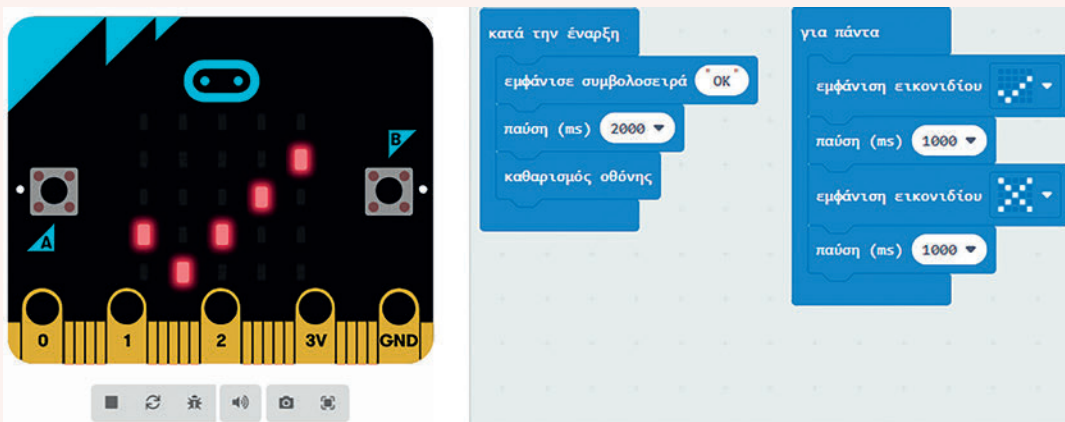 B
A
0 1 2 3V GND
κατά την έναρξη
εμφάνισε συμβολοσειρά "OK"
παύση (ms) 2000
καθαρισμός οθόνης
για πάντα
εμφάνιση εικονιδίου
παύση (ms) 1000
εμφάνιση εικονιδίου
παύση (ms) 1000